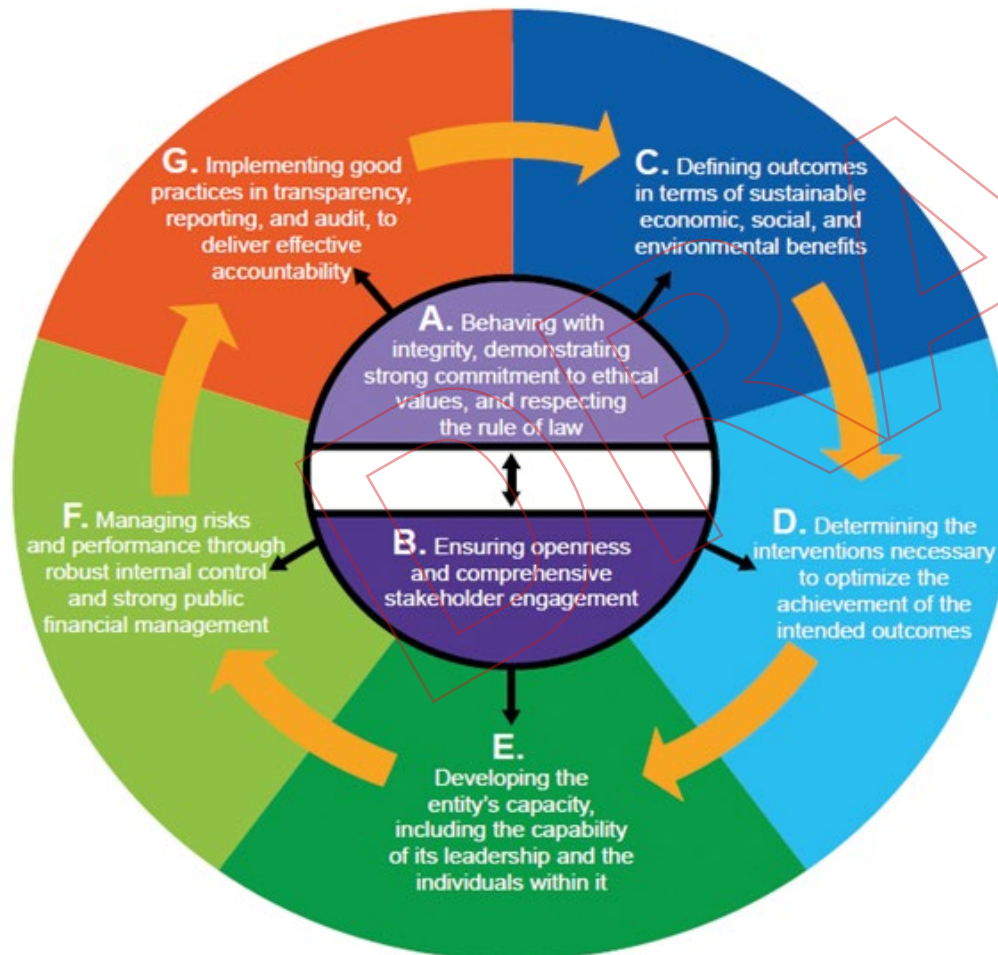 G. Implementing good
practices in transparency,
reporting, and audit, to
deliver effective
accountability
C. Defining outcomes
in terms of sustainable
economic, social, and
environmental benefits
A. Behaving with
integrity, demonstrating
strong commitment to ethical
values, and respecting
the rule of law
F. Managing risks
and performance through
robust internal control
and strong public
financial management
B. Ensuring openness
and comprehensive
stakeholder engagement
D. Determining the
interventions necessary
to optimize the
achievement of the
intended outcomes
E.
Developing the
entity's capacity,
including the capability
of its leadership and the
individuals within it